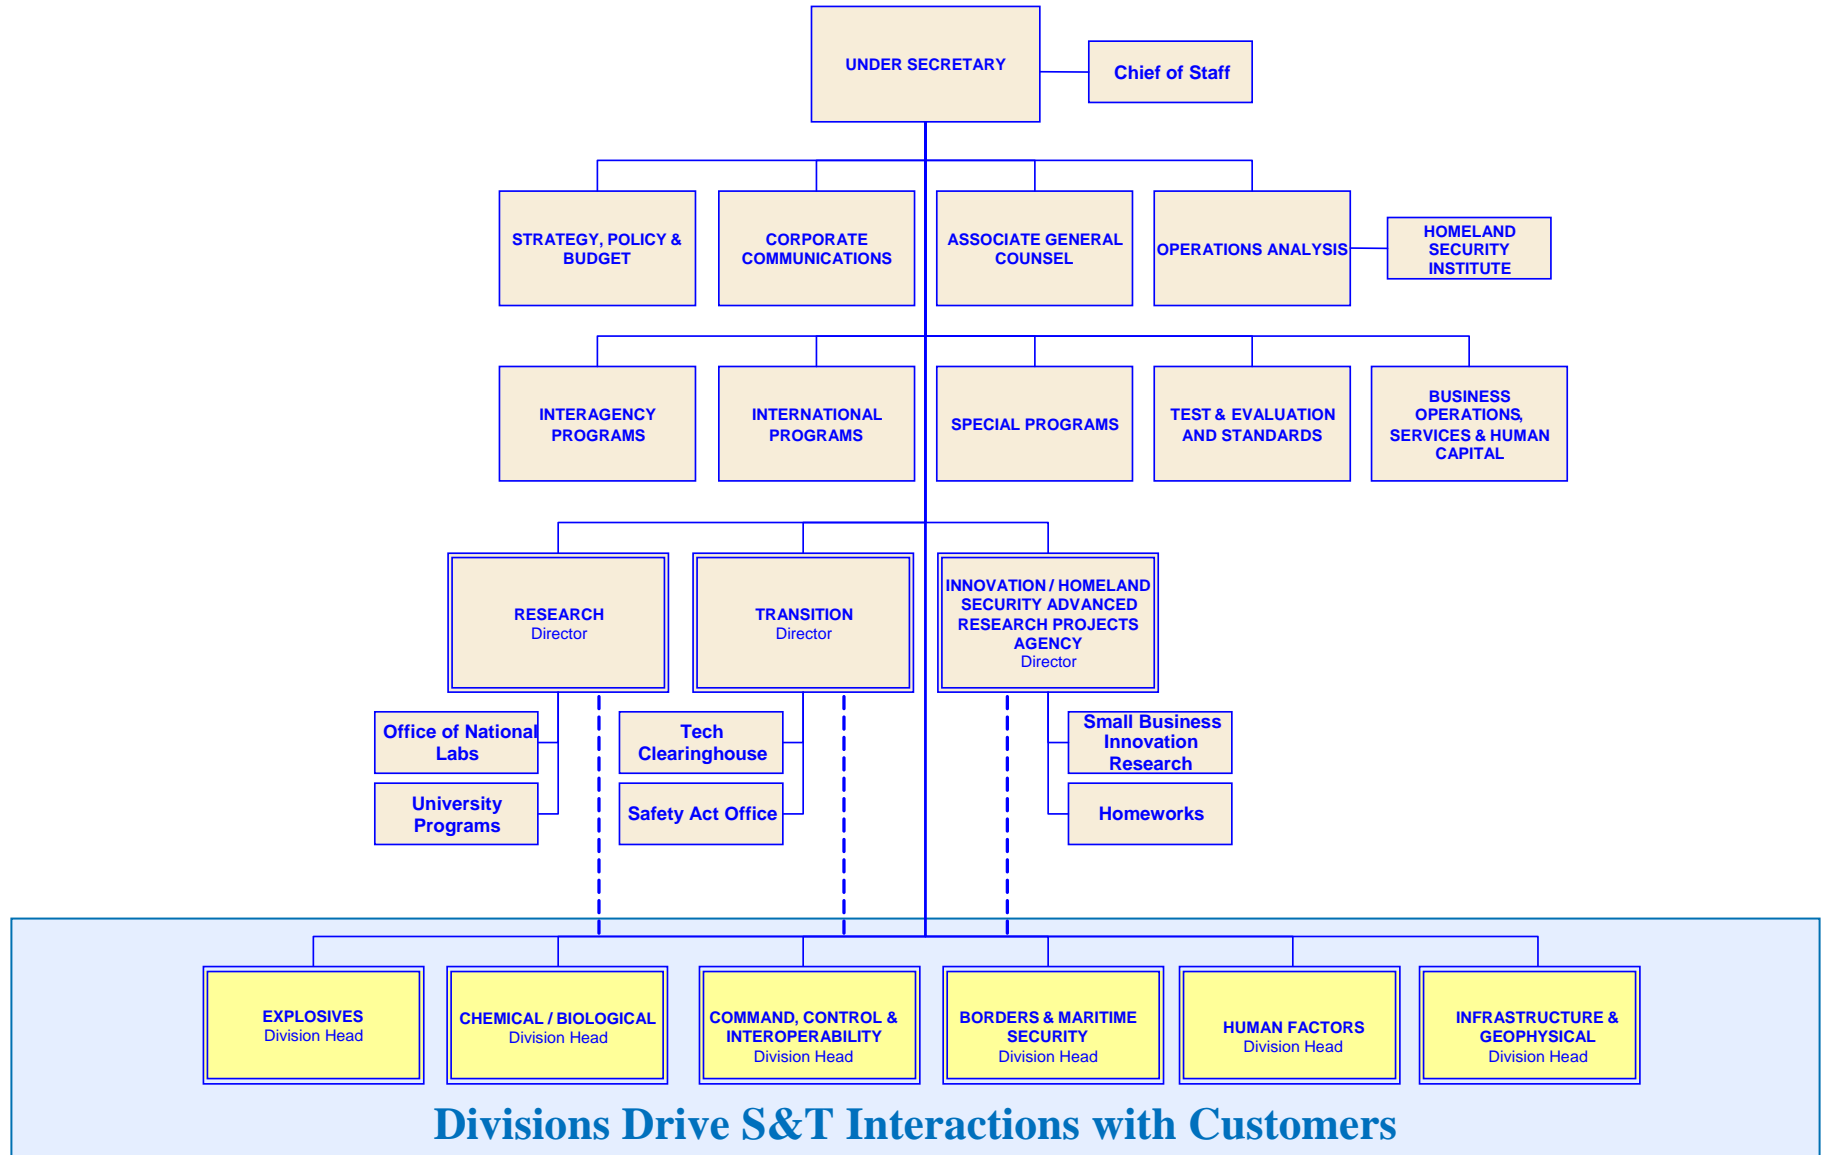 UNDER SECRETARY
Chief of Staff
STRATEGY, POLICY &
BUDGET
CORPORATE
COMMUNICATIONS
ASSOCIATE GENERAL
COUNSEL
OPERATIONS ANALYSIS
HOMELAND
SECURITY
INSTITUTE
INTERAGENCY
PROGRAMS
INTERNATIONAL
PROGRAMS
SPECIAL PROGRAMS
TEST & EVALUATION
AND STANDARDS
BUSINESS
OPERATIONS,
SERVICES & HUMAN
CAPITAL
RESEARCH
Director
TRANSITION
Director
INNOVATION / HOMELAND
SECURITY ADVANCED
RESEARCH PROJECTS
AGENCY
Director
Office of National
Labs
Tech
Clearinghouse
Small Business
Innovation
Research
University
Programs
Safety Act Office
Homeworks
EXPLOSIVES
Division Head
CHEMICAL / BIOLOGICAL
Division Head
COMMAND, CONTROL &
INTEROPERABILITY
Division Head
BORDERS & MARITIME
SECURITY
Division Head
HUMAN FACTORS
Division Head
INFRASTRUCTURE &
GEOPHYSICAL
Division Head
Divisions Drive S&T Interactions with Customers